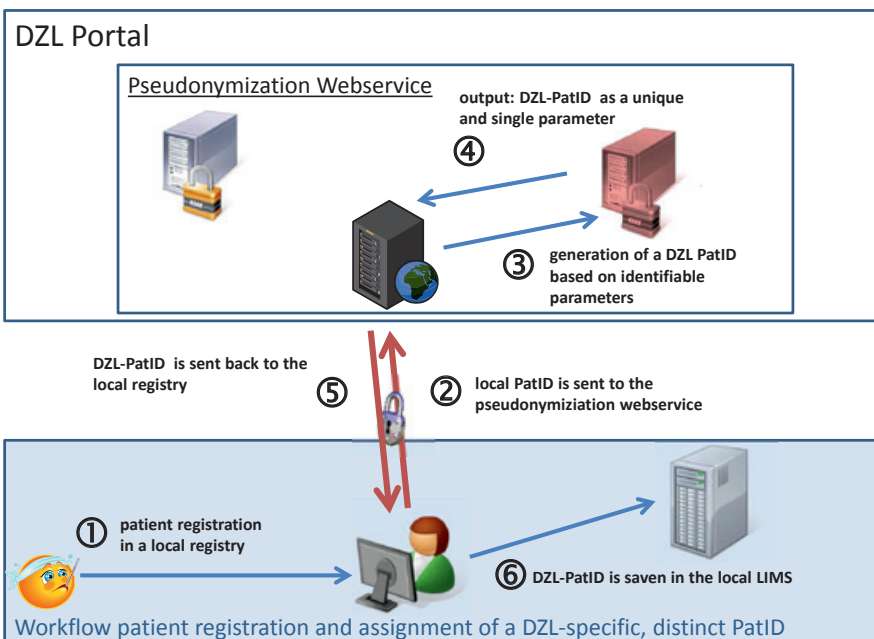 DZL Portal
Pseudonymization Webservice
output: DZL-PatID as a unique
and single parameter
④
③
generation of a DZL PatID
based on identifiable
parameters
DZL-PatID is sent back to the
local registry
⑤
②
local PatID is sent to the
pseudonymiziation webservice
①
patient registration
in a local registry
⑥ DZL-PatID is saven in the local LIMS
Workflow patient registration and assignment of a DZL-specific, distinct PatID